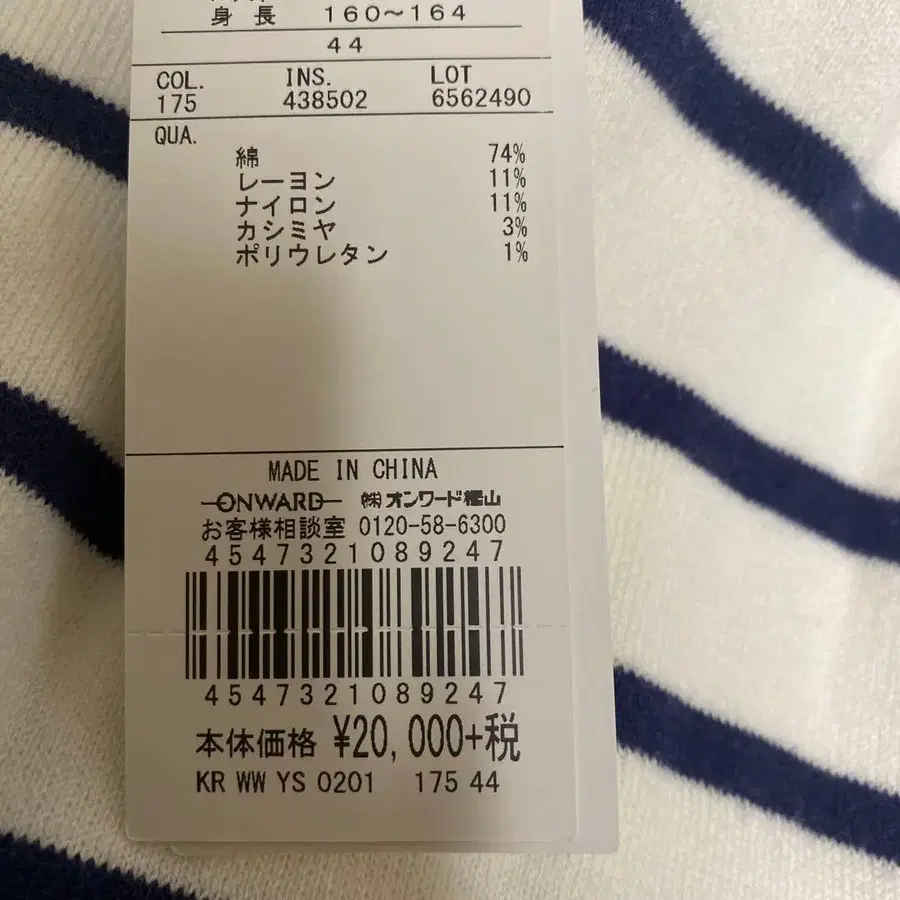 身長 160〜164
44
COL. INS. LOT
175 438502 6562490
QUA.
綿 74%
レーヨン 11%
ナイロン 11%
カシミヤ 3%
ポリウレタン 1%
MADE IN CHINA
ONWARD ㈱オンワード樫山
お客様相談室 0120-58-6300
4547321089247
4547321089247
本体価格 ¥20,000+税
KR WW YS 0201 175 44